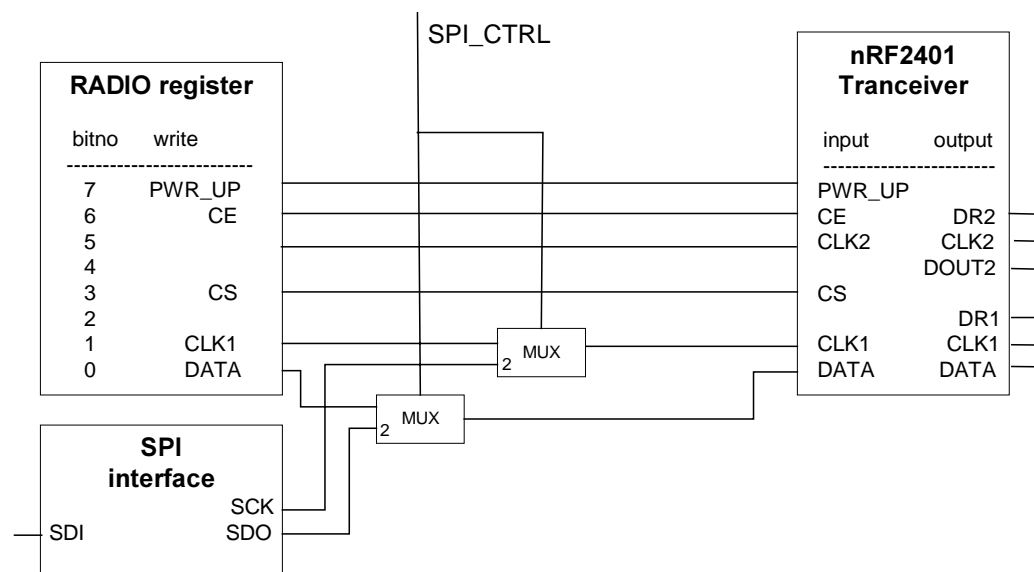 SPI_CTRL
RADIO register
bitno write
----------------------------
7 PWR_UP
6 CE
5
4
3 CS
2
1 CLK1
0 DATA
nRF2401
Tranceiver
input output
--------------------------
PWR_UP
CE DR2
CLK2 CLK2
DOUT2
CS
DR1
CLK1 CLK1
DATA DATA
MUX
2
MUX
2
SPI
interface
SCK
SDI SDO